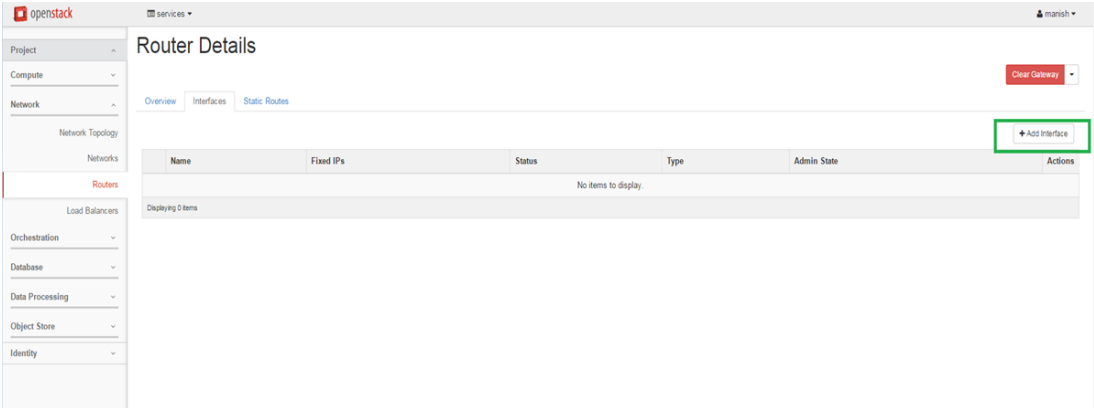 openstack
services
manish
Project
Compute
Network
Network Topology
Networks
Routers
Load Balancers
Orchestration
Database
Data Processing
Object Store
Identity
Router Details
Clear Gateway
Overview Interfaces Static Routes
+ Add Interface
Name Fixed IPs Status Type Admin State Actions
No items to display.
Displaying 0 items